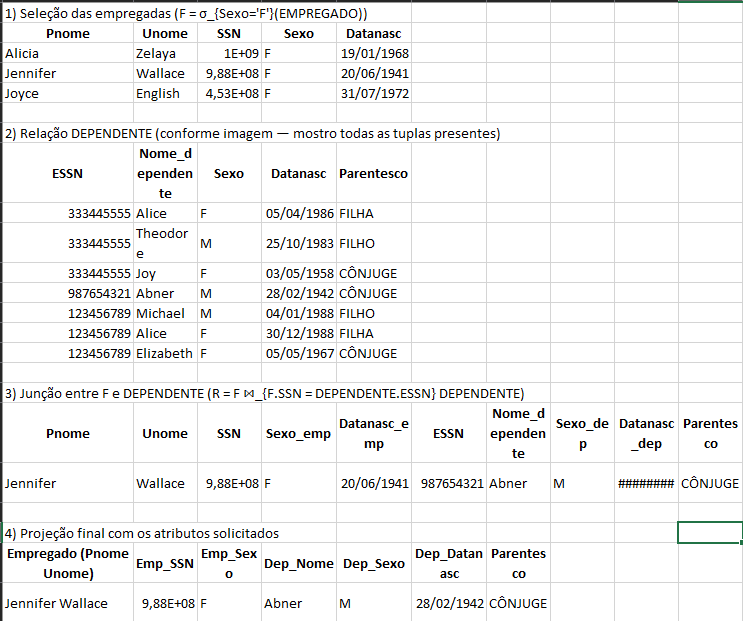 1) Seleção das empregadas (F = σ_{Sexo='F'}(EMPREGADO))
Pnome Unome SSN Sexo Datanasc
Alicia Zelaya 1E+09 F 19/01/1968
Jennifer Wallace 9,88E+08 F 20/06/1941
Joyce English 4,53E+08 F 31/07/1972
2) Relação DEPENDENTE (conforme imagem — mostro todas as tuplas presentes)
ESSN Nome_d
ependen
te Sexo Datanasc Parentesco
333445555 Alice F 05/04/1986 FILHA
333445555 Theodor
e M 25/10/1983 FILHO
333445555 Joy F 03/05/1958 CÔNJUGE
987654321 Abner M 28/02/1942 CÔNJUGE
123456789 Michael M 04/01/1988 FILHO
123456789 Alice F 30/12/1988 FILHA
123456789 Elizabeth F 05/05/1967 CÔNJUGE
3) Junção entre F e DEPENDENTE (R = F ⋈_{F.SSN = DEPENDENTE.ESSN} DEPENDENTE)
Pnome Unome SSN Sexo_emp Datanasc_e
mp ESSN Nome_d
ependen
te Sexo_de
p Datanasc
_dep Parentes
co
Jennifer Wallace 9,88E+08 F 20/06/1941 987654321 Abner M ######## CÔNJUGE
4) Projeção final com os atributos solicitados
Empregado (Pnome
Unome) Emp_SSN Emp_Sex
o Dep_Nome Dep_Sexo Dep_Datan
asc Parentes
co
Jennifer Wallace 9,88E+08 F Abner M 28/02/1942 CÔNJUGE